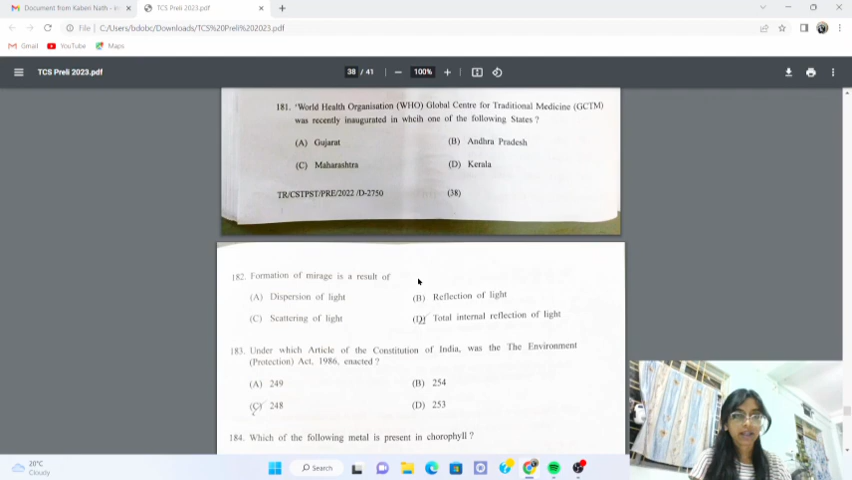 Document from Kaben Nath - in
TCS Preli 2023.pdf
File | C:/Users/bdobc/Downloads/TCS%20Preli%202023.pdf
Gmail YouTube Maps
TCS Preli 2023.pdf 38 / 41 100%
181. "World Health Organisation (WHO) Global Centre for Traditional Medicine (GCTM)
was recently inaugurated in whcih one of the following States ?
(A) Gujarat (B) Andhra Pradesh
(C) Maharashtra (D) Kerala
TR/CSTPST/PRE/2022 /D-2750 (38)
182. Formation of mirage is a result of
(A) Dispersion of light (B) Reflection of light
(C) Scattering of light (D) Total internal reflection of light
183. Under which Article of the Constitution of India, was the The Environment
(Protection) Act, 1986, enacted ?
(A) 249 (B) 254
(C) 248 (D) 253
184. Which of the following metal is present in chorophyll ?
20°C
Cloudy
Search